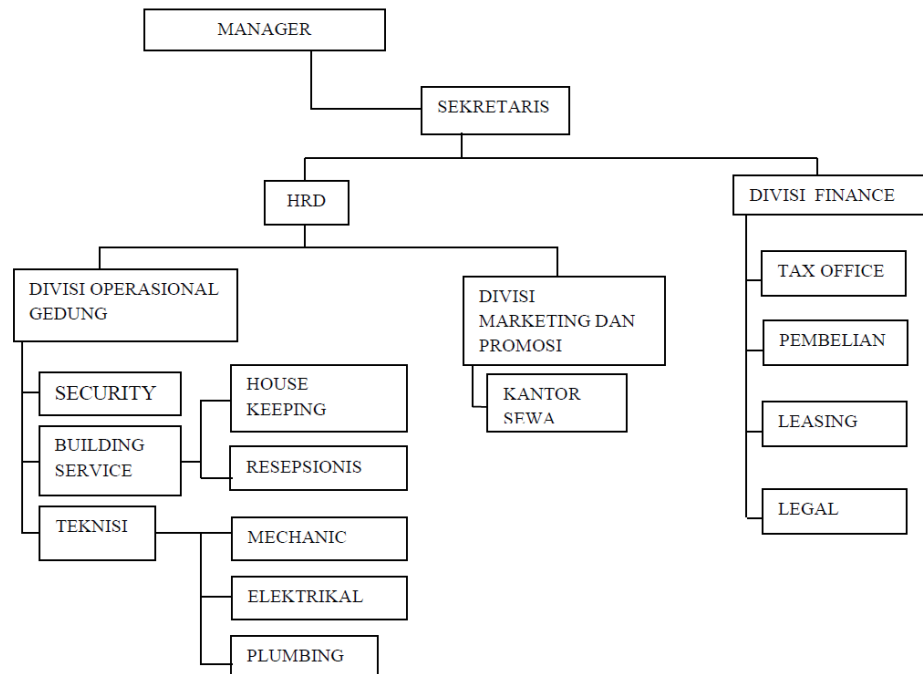 MANAGER
SEKRETARIS
HRD
DIVISI FINANCE
DIVISI OPERASIONAL
GEDUNG
DIVISI
MARKETING DAN
PROMOSI
TAX OFFICE
PEMBELIAN
LEASING
LEGAL
SECURITY
BUILDING
SERVICE
TEKNISI
HOUSE
KEEPING
RESEPSIONIS
MECHANIC
ELEKTRIKAL
PLUMBING
KANTOR
SEWA